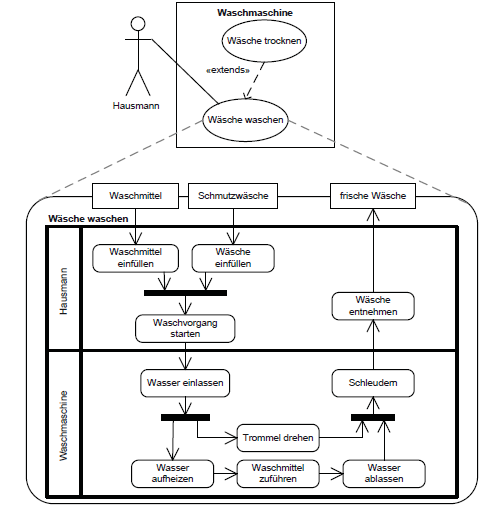 Waschmaschine
Wäsche trocknen
«extends»
Hausmann
Wäsche waschen
Waschmittel
Schmutzwäsche
frische Wäsche
Wäsche waschen
Hausmann
Waschmittel
einfüllen
Wäsche
einfüllen
Waschvorgang
starten
Wäsche
entnehmen
Waschmaschine
Wasser einlassen
Schleudern
Trommel drehen
Wasser
aufheizen
Waschmittel
zuführen
Wasser
ablassen